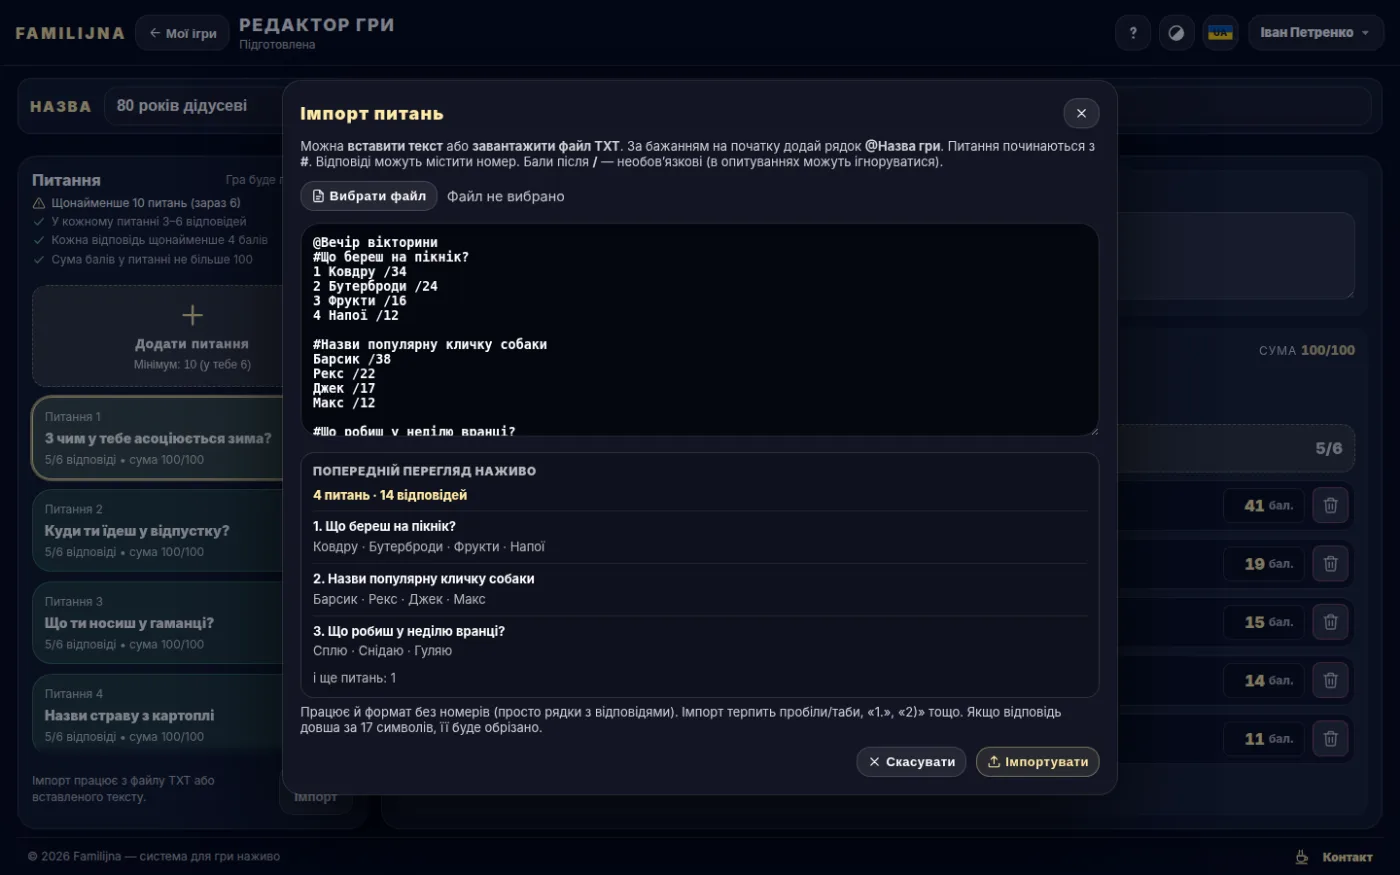 FAMILIJNA
← Мої ігри
РЕДАКТОР ГРИ
Підготовлена
?
UA
Іван Петренко
НАЗВА
80 років дідусеві
Питання
Гра буде
Щонайменше 10 питань (зараз 6)
У кожному питанні 3–6 відповідей
Кожна відповідь щонайменше 4 балів
Сума балів у питанні не більше 100
Додати питання
Мінімум: 10 (у тебе 6)
Питання 1
З чим у тебе асоціюється зима?
5/6 відповіді • сума 100/100
Питання 2
Куди ти їдеш у відпустку?
5/6 відповіді • сума 100/100
Питання 3
Що ти носиш у гаманці?
5/6 відповіді • сума 100/100
Питання 4
Назви страву з картоплі
5/6 відповіді • сума 100/100
Імпорт працює з файлу TXT або
вставленого тексту.
Імпорт
Імпорт питань
Можна вставити текст або завантажити файл TXT. За бажанням на початку додай рядок @Назва гри. Питання починаються з
#. Відповіді можуть містити номер. Бали після / — необов’язкові (в опитуваннях можуть ігноруватися).
Вибрати файл
Файл не вибрано
@Вечір вікторини
#Що береш на пікнік?
1 Ковдру /34
2 Бутерброди /24
3 Фрукти /16
4 Напої /12
#Назви популярну кличку собаки
Барсик /38
Рекс /22
Джек /17
Макс /12
#Що робиш у неділю вранці?
ПОПЕРЕДНІЙ ПЕРЕГЛЯД НАЖИВО
4 питань · 14 відповідей
1. Що береш на пікнік?
Ковдру · Бутерброди · Фрукти · Напої
2. Назви популярну кличку собаки
Барсик · Рекс · Джек · Макс
3. Що робиш у неділю вранці?
Сплю · Снідаю · Гуляю
і ще питань: 1
Працює й формат без номерів (просто рядки з відповідями). Імпорт терпить пробіли/таби, «1.», «2)» тощо. Якщо відповідь
довша за 17 символів, її буде обрізано.
Скасувати
Імпортувати
СУМА 100/100
5/6
41 бал.
19 бал.
15 бал.
14 бал.
11 бал.
© 2026 Familijna — система для гри наживо
Контакт